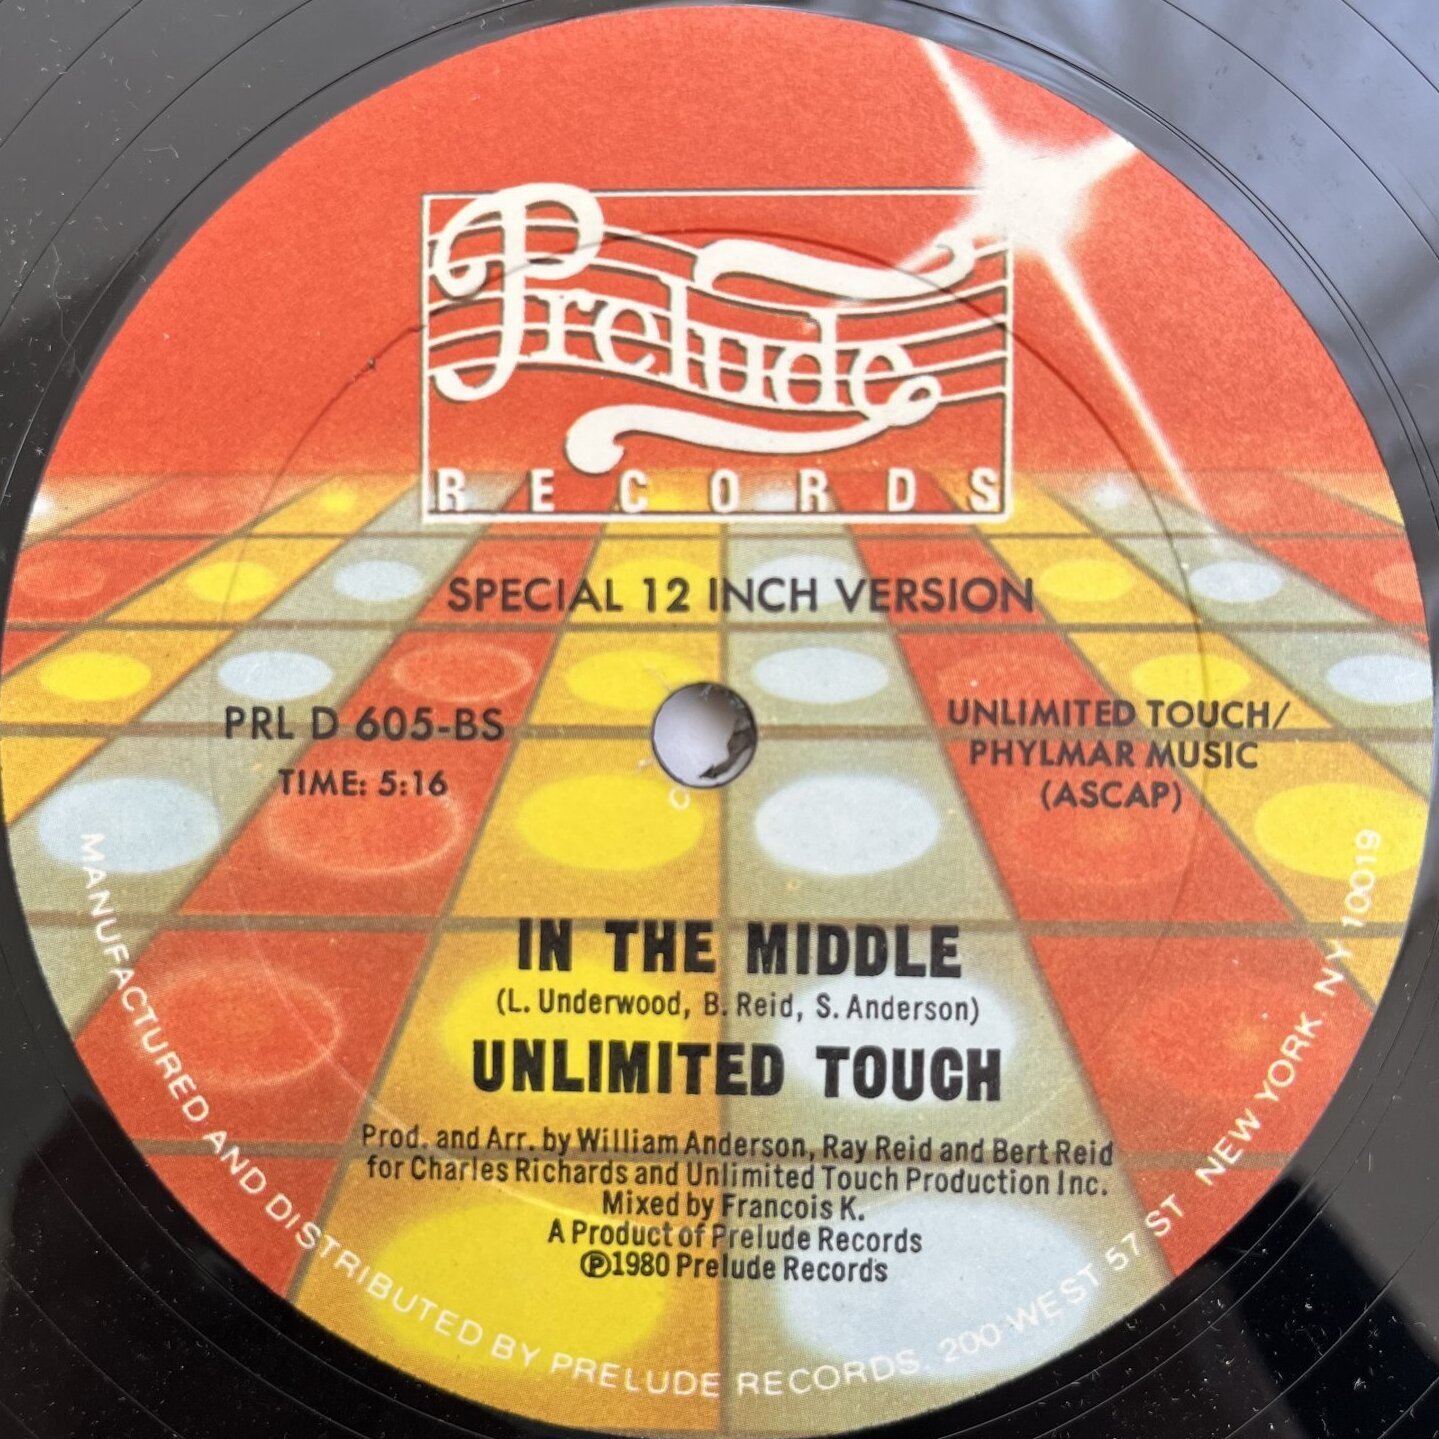 Prelude
RECORDS
SPECIAL 12 INCH VERSION
PRL D 605-BS
TIME: 5:16
UNLIMITED TOUCH/
PHYLMAR MUSIC
(ASCAP)
IN THE MIDDLE
(L. Underwood, B. Reid, S. Anderson)
UNLIMITED TOUCH
Prod. and Arr. by William Anderson, Ray Reid and Bert Reid
for Charles Richards and Unlimited Touch Production Inc.
Mixed by Francois K.
A Product of Prelude Records
℗1980 Prelude Records
MANUFACTURED AND DISTRIBUTED BY PRELUDE RECORDS. 200 WEST 57 ST NEW YORK NY 10019